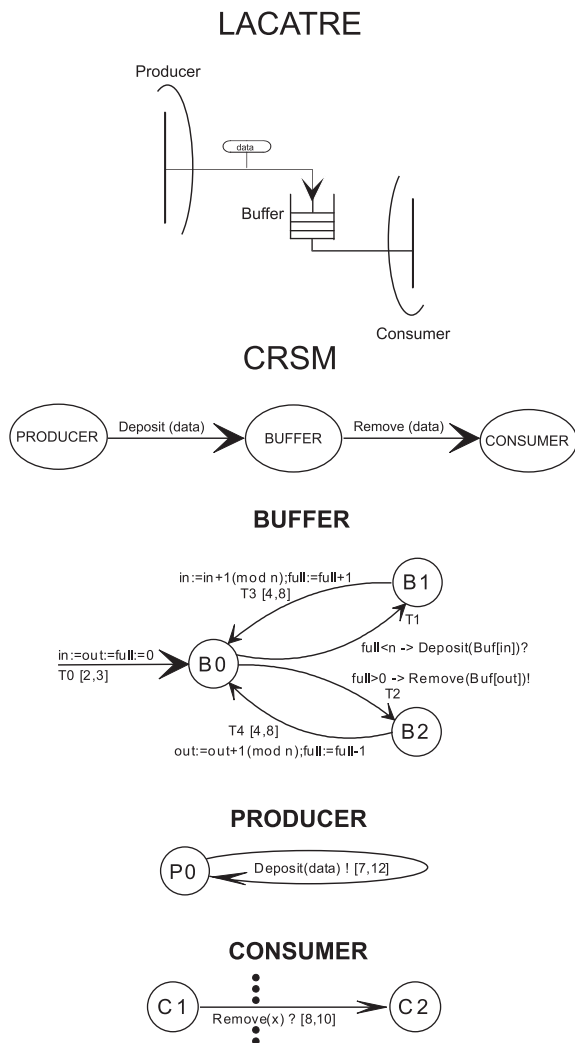 LACATRE
Producer
data
Buffer
Consumer
CRSM
PRODUCER
Deposit (data)
BUFFER
Remove (data)
CONSUMER
BUFFER
in:=in+1(mod n);full:=full+1
T3 [4,8]
B1
T1
full<n -> Deposit(Buf[in])?
in:=out:=full:=0
T0 [2,3]
B0
full>0 -> Remove(Buf[out])!
T2
T4 [4,8]
B2
out:=out+1(mod n);full:=full-1
PRODUCER
P0
Deposit(data) ! [7,12]
CONSUMER
C1
C2
Remove(x) ? [8,10]